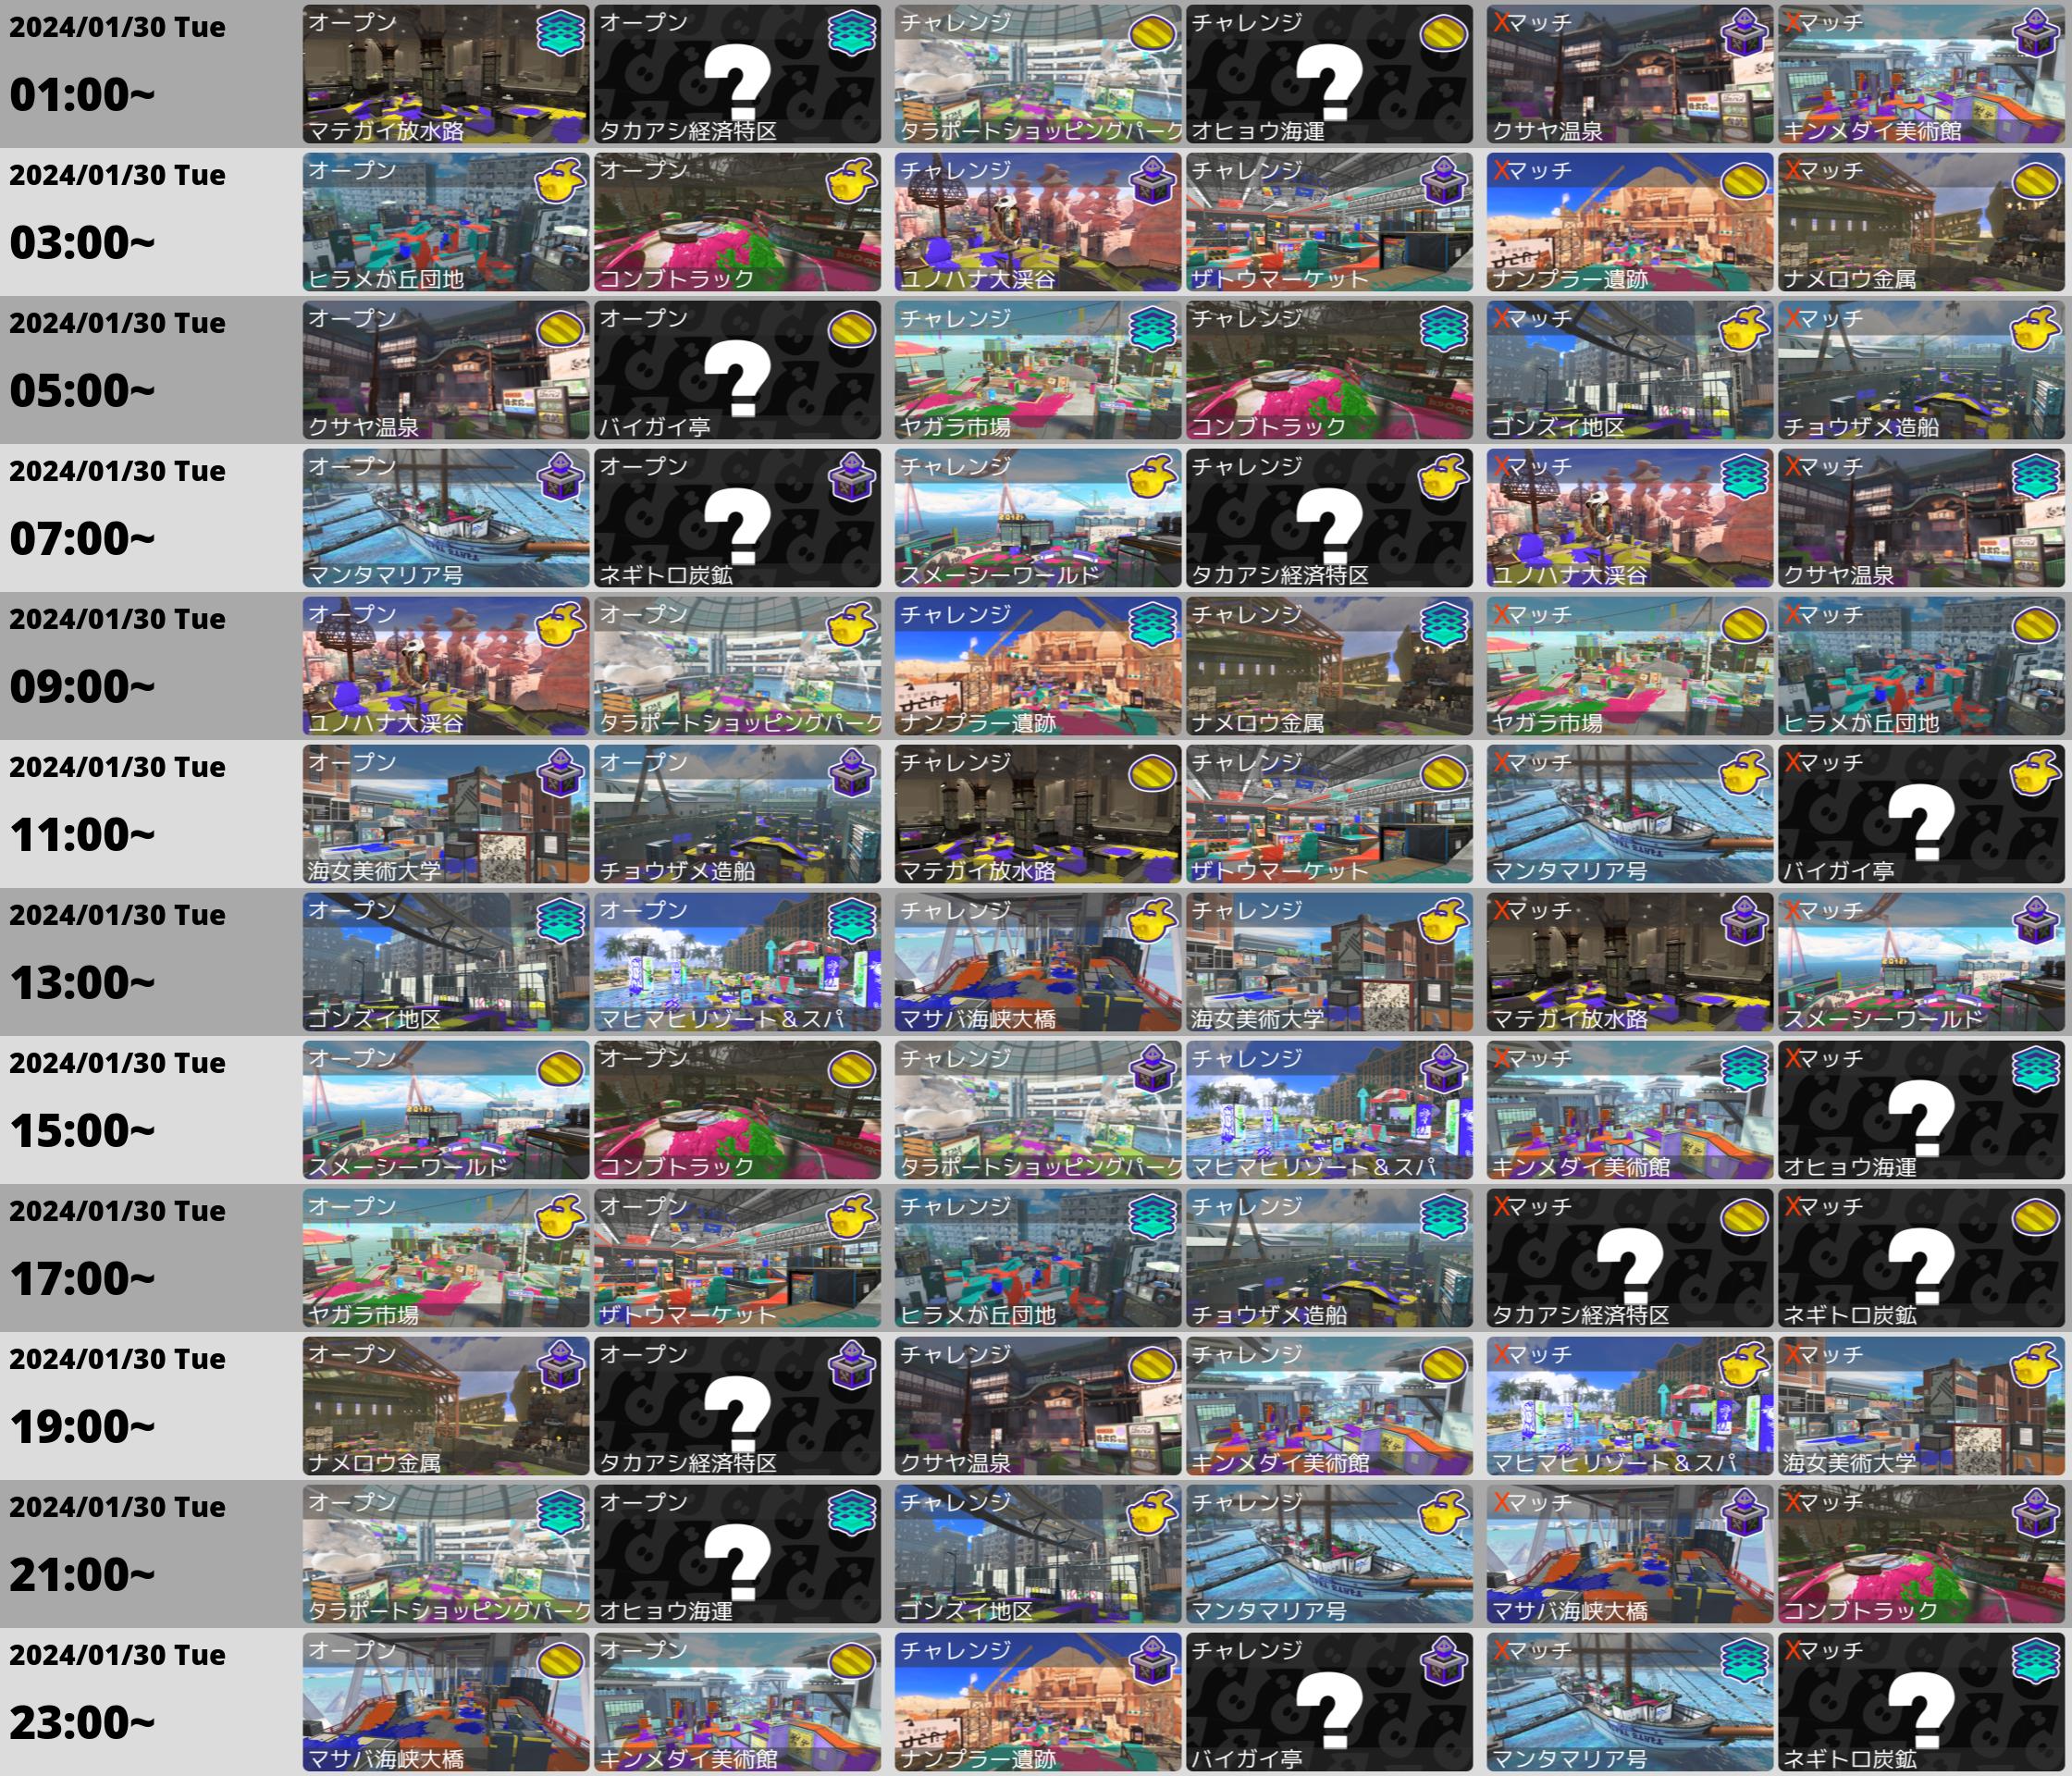 2024/01/30 Tue
01:00~
オープン
マテガイ放水路
オープン
タカアシ経済特区
チャレンジ
タラポートショッピングパーク
チャレンジ
オヒョウ海運
Xマッチ
クサヤ温泉
Xマッチ
キンメダイ美術館
2024/01/30 Tue
03:00~
オープン
ヒラメが丘団地
オープン
コンブトラック
チャレンジ
ユノハナ大渓谷
チャレンジ
ザトウマーケット
Xマッチ
ナンプラー遺跡
Xマッチ
ナメロウ金属
2024/01/30 Tue
05:00~
オープン
クサヤ温泉
オープン
バイガイ亭
チャレンジ
ヤガラ市場
チャレンジ
コンブトラック
Xマッチ
ゴンズイ地区
Xマッチ
チョウザメ造船
2024/01/30 Tue
07:00~
オープン
マンタマリア号
オープン
ネギトロ炭鉱
チャレンジ
スメーシーワールド
チャレンジ
タカアシ経済特区
Xマッチ
ユノハナ大渓谷
Xマッチ
クサヤ温泉
2024/01/30 Tue
09:00~
オープン
ユノハナ大渓谷
オープン
タラポートショッピングパーク
チャレンジ
ナンプラー遺跡
チャレンジ
ナメロウ金属
Xマッチ
ヤガラ市場
Xマッチ
ヒラメが丘団地
2024/01/30 Tue
11:00~
オープン
海女美術大学
オープン
チョウザメ造船
チャレンジ
マテガイ放水路
チャレンジ
ザトウマーケット
Xマッチ
マンタマリア号
Xマッチ
バイガイ亭
2024/01/30 Tue
13:00~
オープン
ゴンズイ地区
オープン
マヒマヒリゾート＆スパ
チャレンジ
マサバ海峡大橋
チャレンジ
海女美術大学
Xマッチ
マテガイ放水路
Xマッチ
スメーシーワールド
2024/01/30 Tue
15:00~
オープン
スメーシーワールド
オープン
コンブトラック
チャレンジ
タラポートショッピングパーク
チャレンジ
マヒマヒリゾート＆スパ
Xマッチ
キンメダイ美術館
Xマッチ
オヒョウ海運
2024/01/30 Tue
17:00~
オープン
ヤガラ市場
オープン
ザトウマーケット
チャレンジ
ヒラメが丘団地
チャレンジ
チョウザメ造船
Xマッチ
タカアシ経済特区
Xマッチ
ネギトロ炭鉱
2024/01/30 Tue
19:00~
オープン
ナメロウ金属
オープン
タカアシ経済特区
チャレンジ
クサヤ温泉
チャレンジ
キンメダイ美術館
Xマッチ
マヒマヒリゾート＆スパ
Xマッチ
海女美術大学
2024/01/30 Tue
21:00~
オープン
タラポートショッピングパーク
オープン
オヒョウ海運
チャレンジ
ゴンズイ地区
チャレンジ
マンタマリア号
Xマッチ
マサバ海峡大橋
Xマッチ
コンブトラック
2024/01/30 Tue
23:00~
オープン
マサバ海峡大橋
オープン
キンメダイ美術館
チャレンジ
ナンプラー遺跡
チャレンジ
バイガイ亭
Xマッチ
マンタマリア号
Xマッチ
ネギトロ炭鉱